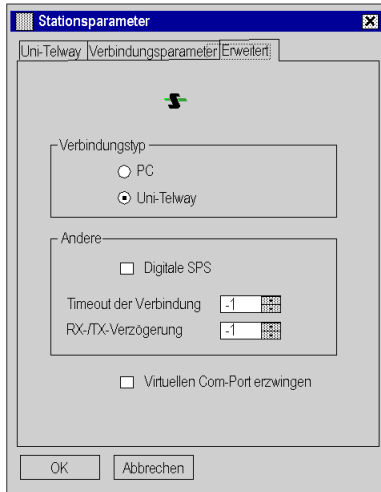 Stationsparameter
Uni-Telway Verbindungsparameter Erweitert
Verbindungstyp
PC
Uni-Telway
Andere
Digitale SPS
Timeout der Verbindung -1
RX-/TX-Verzögerung -1
Virtuellen Com-Port erzwingen
OK Abbrechen